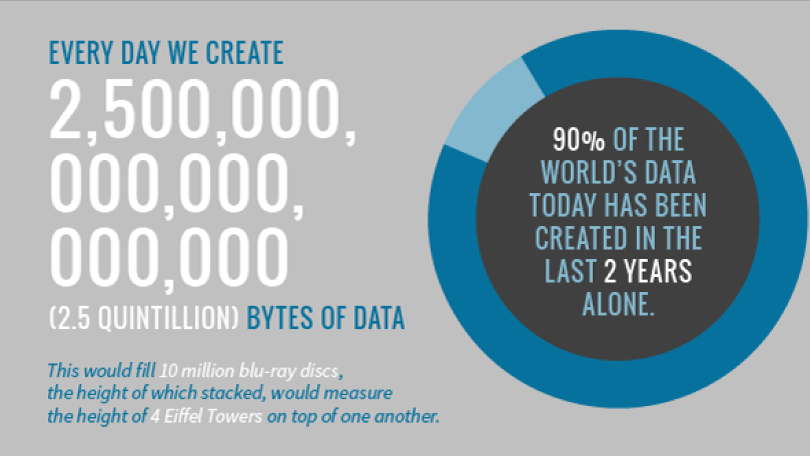 EVERY DAY WE CREATE
2,500,000,
000,000,
000,000
(2.5 QUINTILLION) BYTES OF DATA
This would fill 10 million blu-ray discs,
the height of which stacked, would measure
the height of 4 Eiffel Towers on top of one another.
90% OF THE
WORLD'S DATA
TODAY HAS BEEN
CREATED IN THE
LAST 2 YEARS
ALONE.